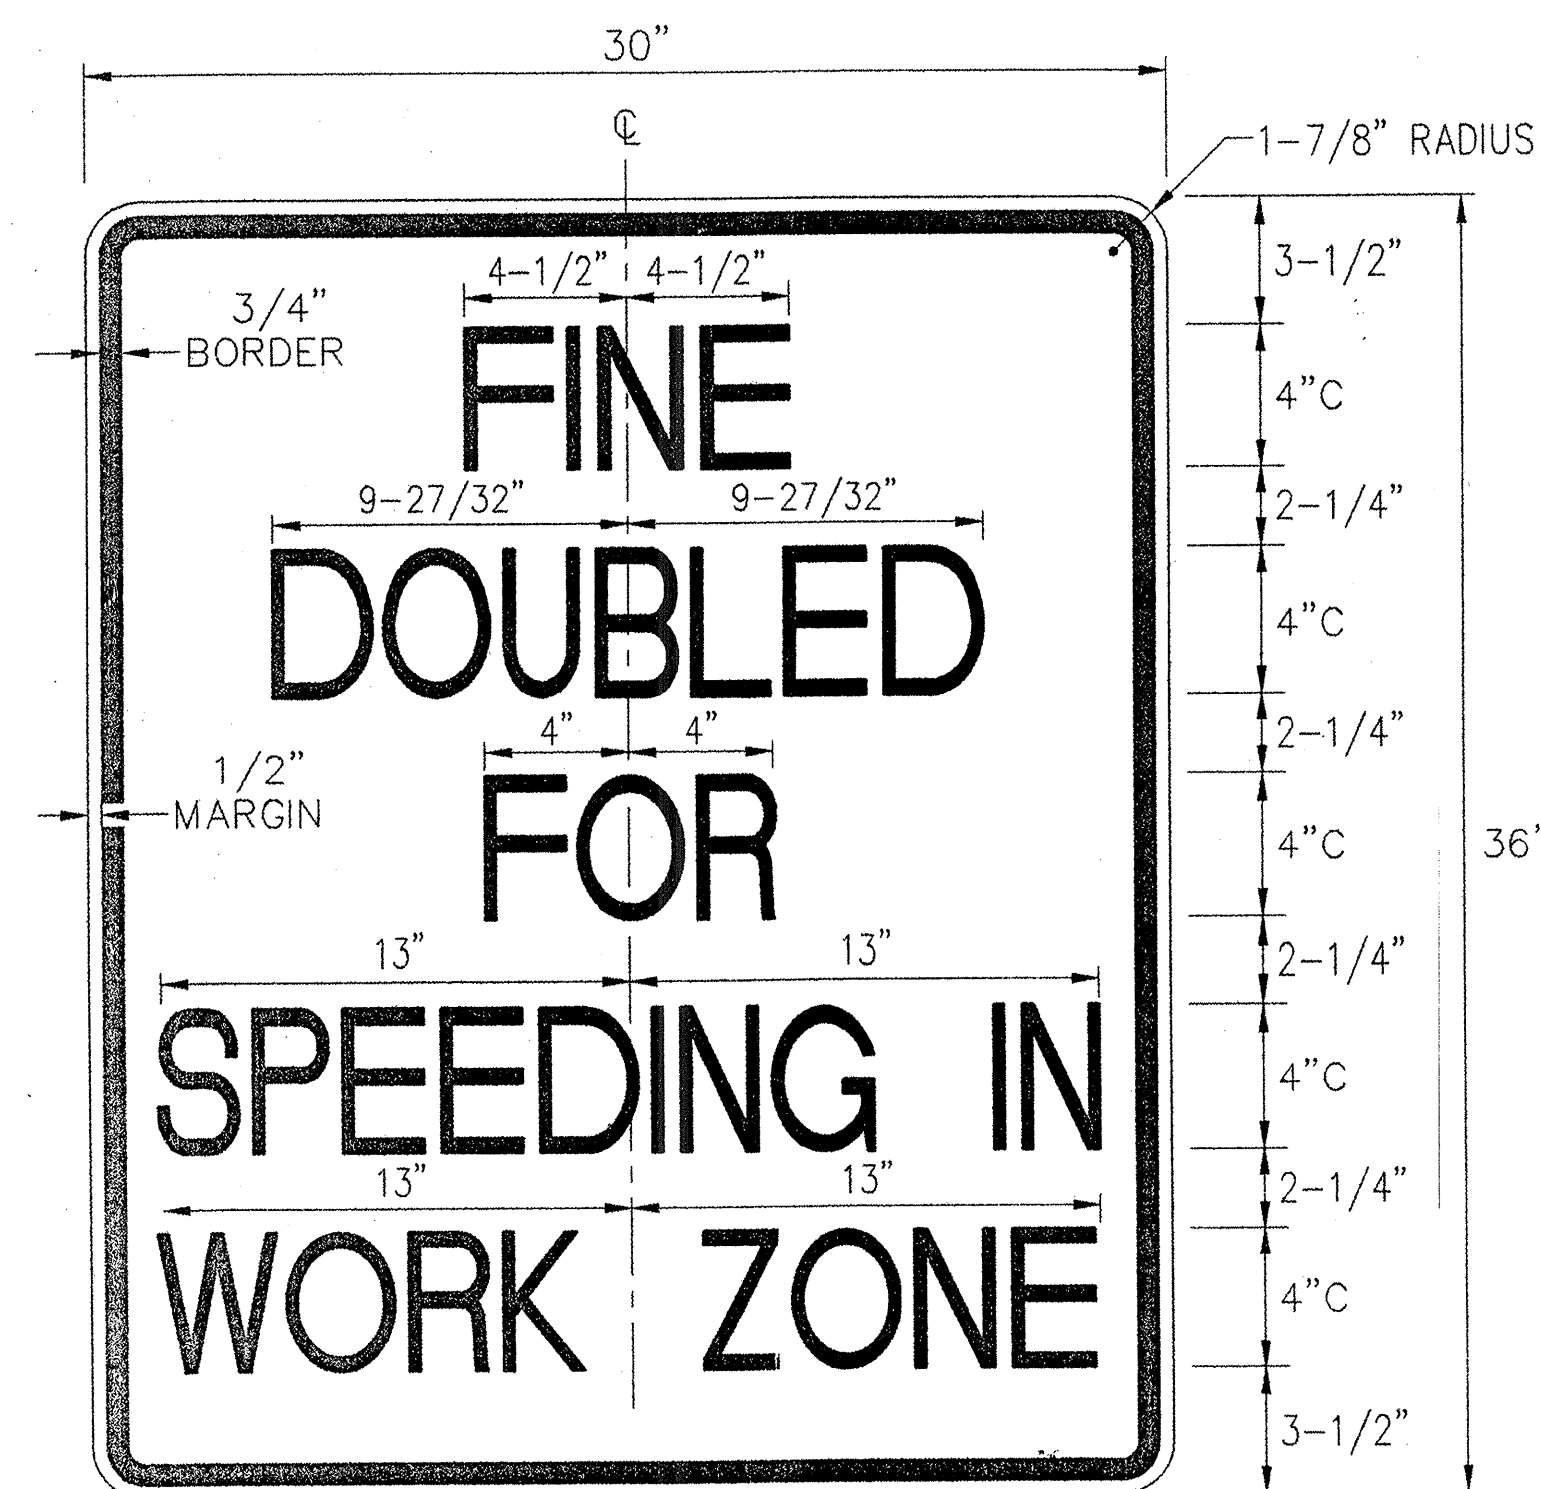 30”
℄
1-7/8” RADIUS
3-1/2”
4-1/2” 4-1/2”
3/4”
BORDER
FINE
4”C
9-27/32” 9-27/32”
2-1/4”
DOUBLED
4”C
4” 4”
2-1/4”
1/2”
MARGIN
FOR
4”C
36'
13” 13”
2-1/4”
SPEEDING IN
4”C
13” 13”
2-1/4”
WORK ZONE
4”C
3-1/2”